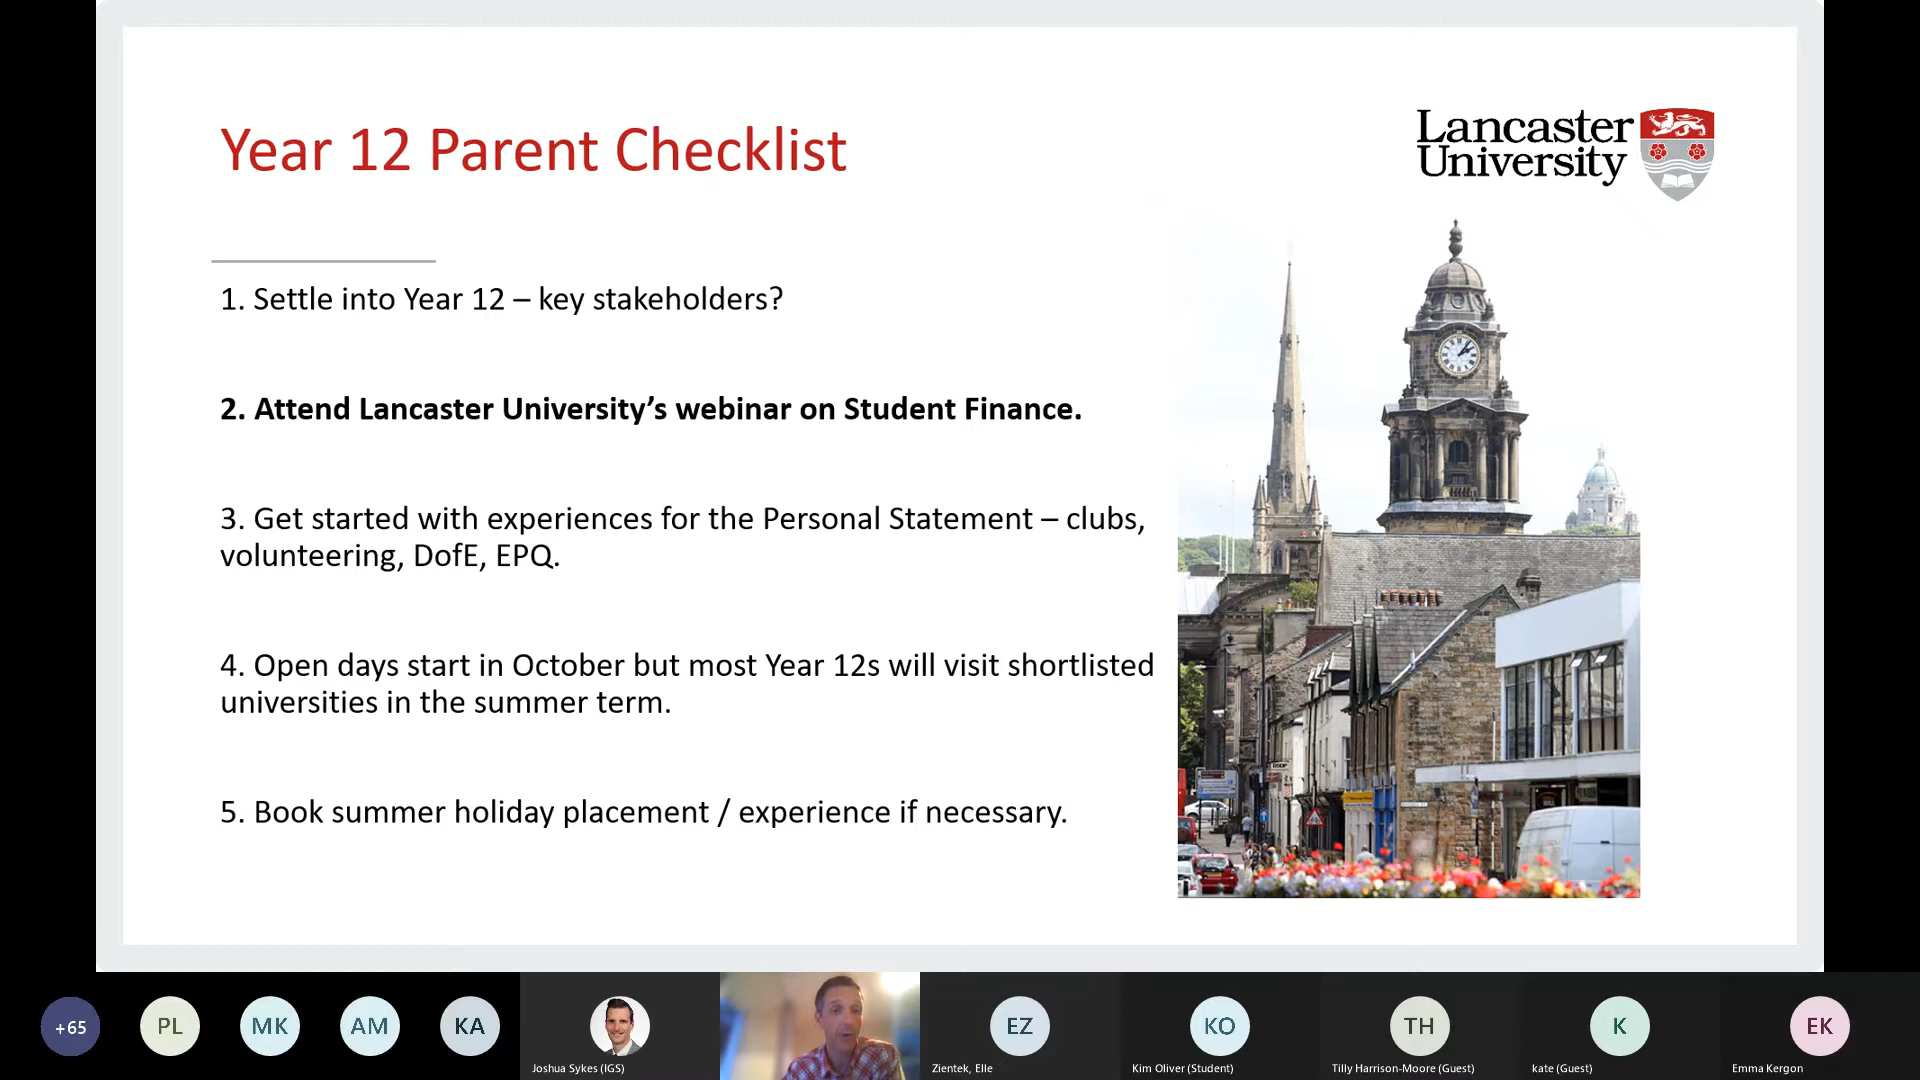 Year 12 Parent Checklist
Lancaster
University
1. Settle into Year 12 – key stakeholders?
2. Attend Lancaster University’s webinar on Student Finance.
3. Get started with experiences for the Personal Statement – clubs,
volunteering, DofE, EPQ.
4. Open days start in October but most Year 12s will visit shortlisted
universities in the summer term.
5. Book summer holiday placement / experience if necessary.
+65
PL
MK
AM
KA
EZ
KO
TH
K
EK
Joshua Sykes (IGS)
Zientek, Elle
Kim Oliver (Student)
Tilly Harrison-Moore (Guest)
kate (Guest)
Emma Kergon